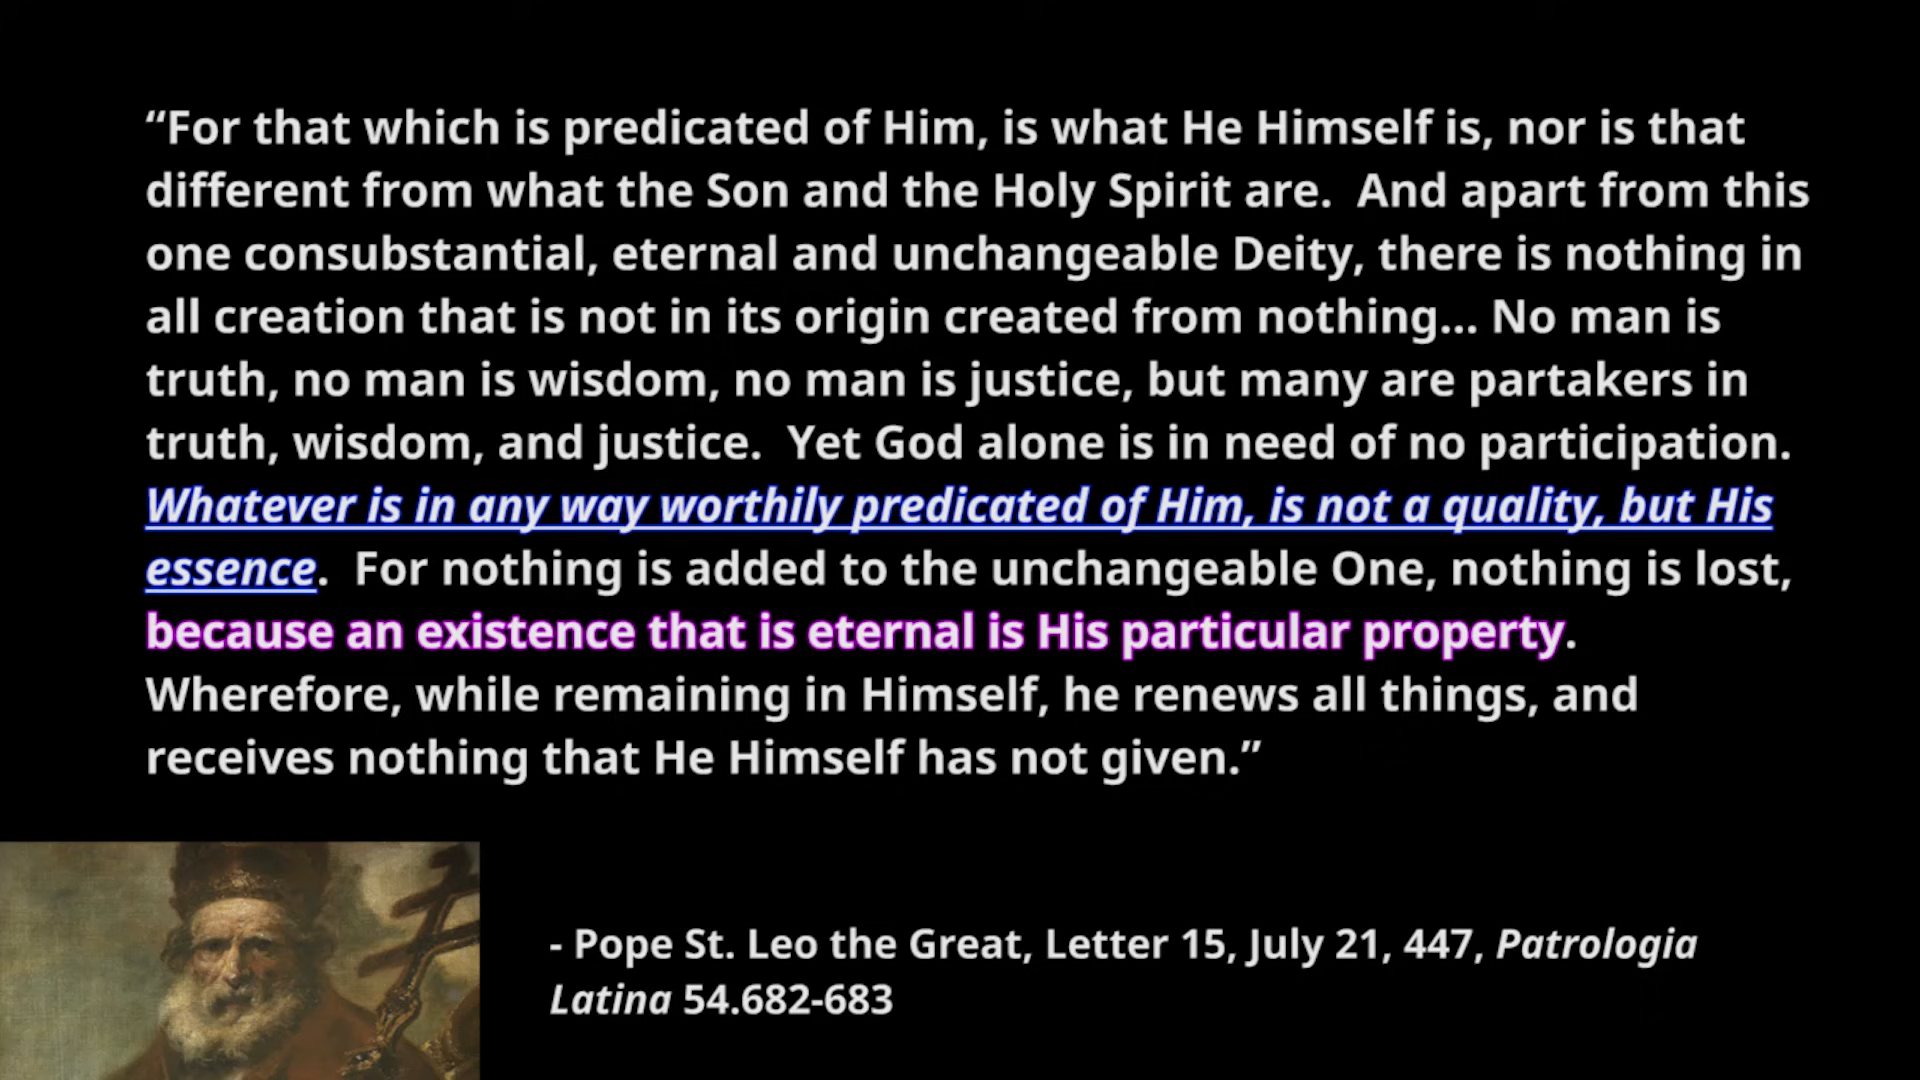 “For that which is predicated of Him, is what He Himself is, nor is that
different from what the Son and the Holy Spirit are.  And apart from this
one consubstantial, eternal and unchangeable Deity, there is nothing in
all creation that is not in its origin created from nothing... No man is
truth, no man is wisdom, no man is justice, but many are partakers in
truth, wisdom, and justice.  Yet God alone is in need of no participation.
Whatever is in any way worthily predicated of Him, is not a quality, but His
essence.  For nothing is added to the unchangeable One, nothing is lost,
because an existence that is eternal is His particular property.
Wherefore, while remaining in Himself, he renews all things, and
receives nothing that He Himself has not given.”
- Pope St. Leo the Great, Letter 15, July 21, 447, Patrologia
Latina 54.682-683